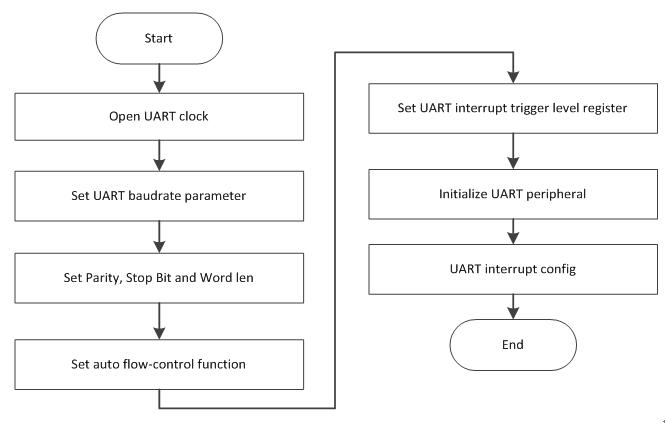 Start
Open UART clock
Set UART baudrate parameter
Set Parity, Stop Bit and Word len
Set auto flow-control function
Set UART interrupt trigger level register
Initialize UART peripheral
UART interrupt config
End